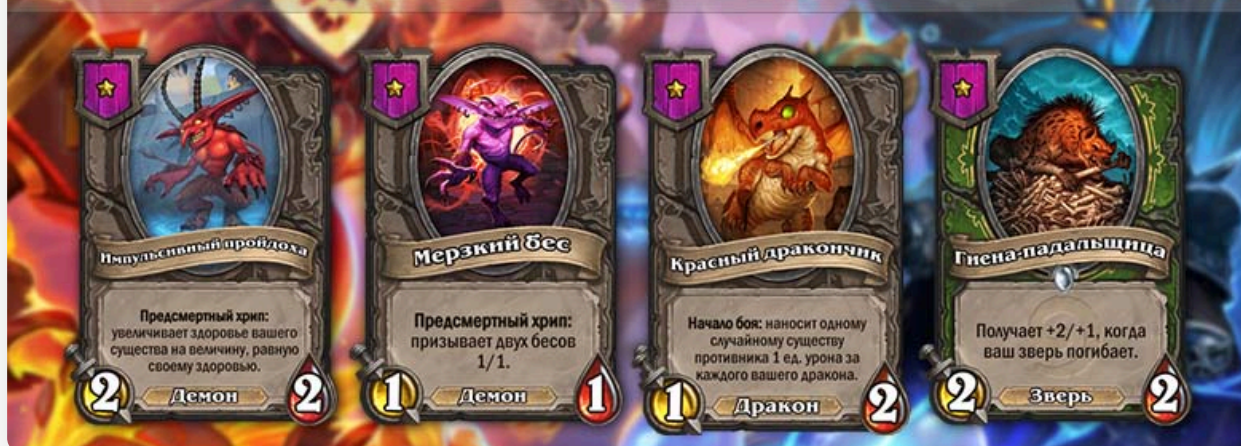 Импульсивный пройдоха
Предсмертный хрип:
увеличивает здоровье вашего
существа на величину, равную
своему здоровью.
2
Демон
2
Мерзкий бес
Предсмертный хрип:
призывает двух бесов
1/1.
1
Демон
1
Красный дракончик
Начало боя: наносит одному
случайному существу
противника 1 ед. урона за
каждого вашего дракона.
1
Дракон
2
Гиена-падальщица
Получает +2/+1, когда
ваш зверь погибает.
2
Зверь
2